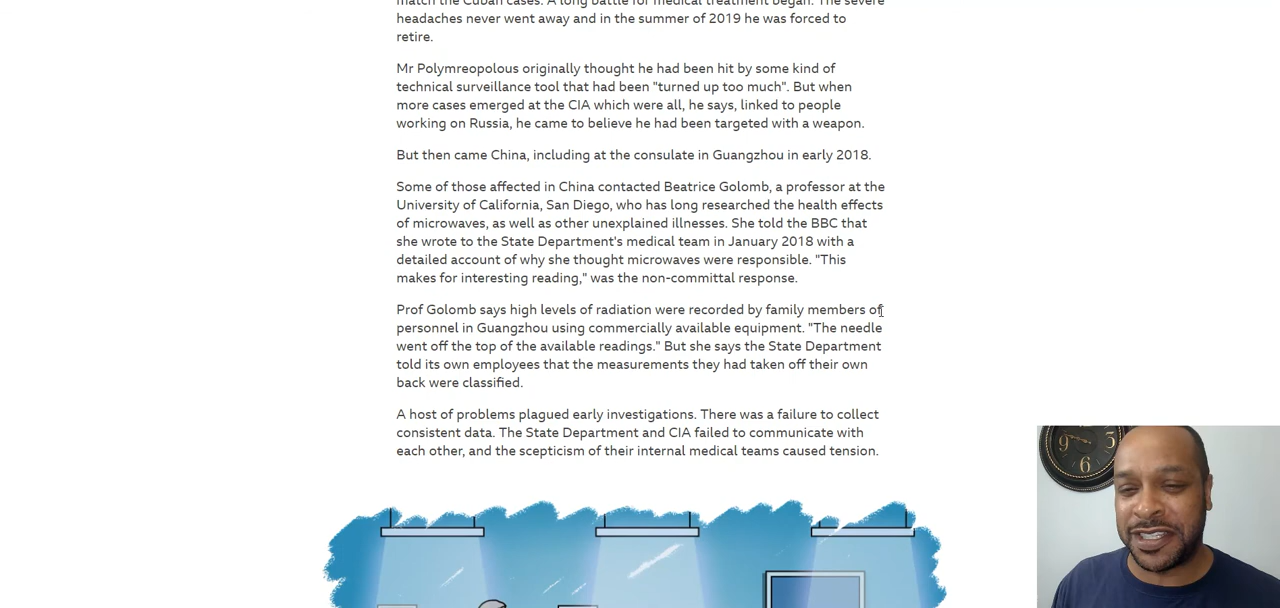 match the Cuban cases. A long battle for medical treatment began. The severe
headaches never went away and in the summer of 2019 he was forced to
retire.
Mr Polymreopolous originally thought he had been hit by some kind of
technical surveillance tool that had been "turned up too much". But when
more cases emerged at the CIA which were all, he says, linked to people
working on Russia, he came to believe he had been targeted with a weapon.
But then came China, including at the consulate in Guangzhou in early 2018.
Some of those affected in China contacted Beatrice Golomb, a professor at the
University of California, San Diego, who has long researched the health effects
of microwaves, as well as other unexplained illnesses. She told the BBC that
she wrote to the State Department's medical team in January 2018 with a
detailed account of why she thought microwaves were responsible. "This
makes for interesting reading," was the non-committal response.
Prof Golomb says high levels of radiation were recorded by family members of
personnel in Guangzhou using commercially available equipment. "The needle
went off the top of the available readings." But she says the State Department
told its own employees that the measurements they had taken off their own
back were classified.
A host of problems plagued early investigations. There was a failure to collect
consistent data. The State Department and CIA failed to communicate with
each other, and the scepticism of their internal medical teams caused tension.
9
5
6